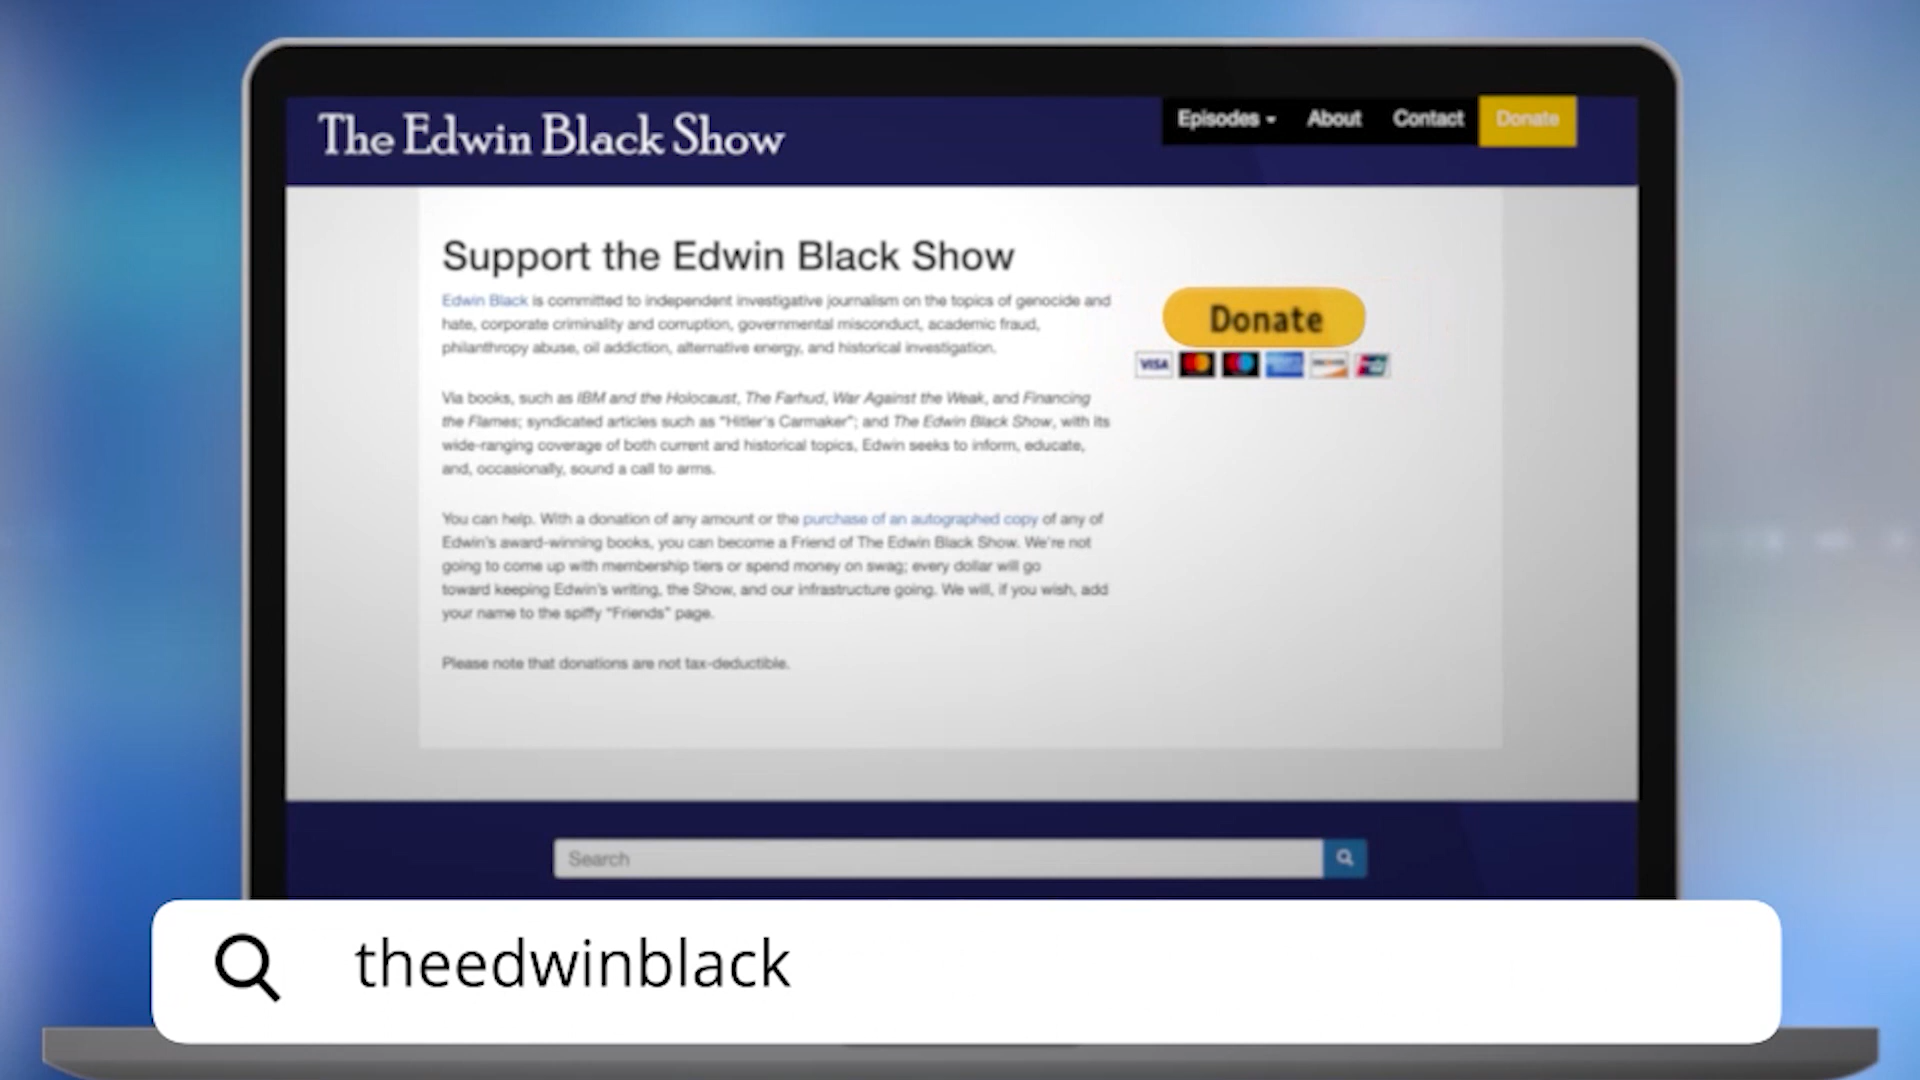 The Edwin Black Show
Episodes About Contact Donate
Support the Edwin Black Show
Edwin Black is committed to independent investigative journalism on the topics of genocide and
hate, corporate criminality and corruption, governmental misconduct, academic fraud,
philanthropy abuse, oil addiction, alternative energy, and historical investigation.
Donate
VISA
Via books, such as IBM and the Holocaust, The Farhud, War Against the Weak, and Financing
the Flames; syndicated articles such as "Hitler's Carmaker"; and The Edwin Black Show, with its
wide-ranging coverage of both current and historical topics, Edwin seeks to inform, educate,
and, occasionally, sound a call to arms.
You can help. With a donation of any amount or the purchase of an autographed copy of any of
Edwin's award-winning books, you can become a Friend of The Edwin Black Show. We're not
going to come up with membership tiers or spend money on swag; every dollar will go
toward keeping Edwin's writing, the Show, and our infrastructure going. We will, if you wish, add
your name to the spiffy "Friends" page.
Please note that donations are not tax-deductible.
Search
theedwinblack